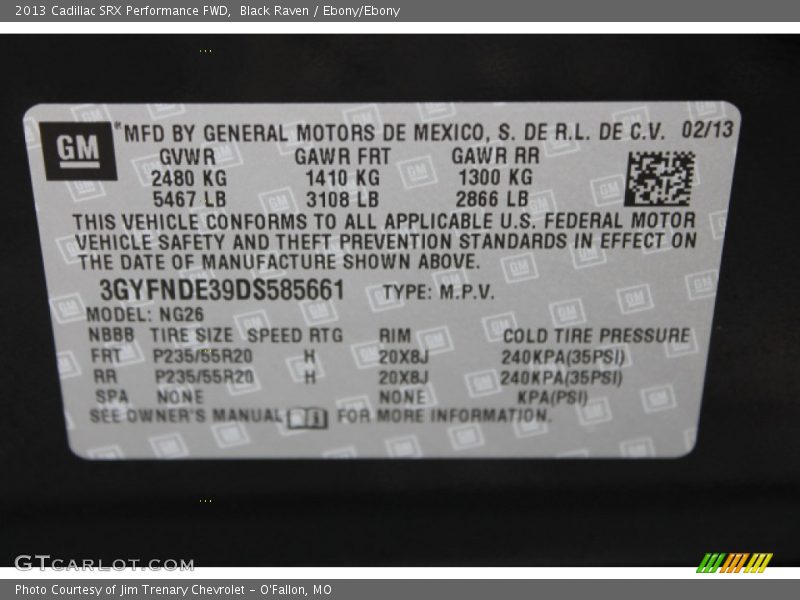 2013 Cadillac SRX Performance FWD, Black Raven / Ebony/Ebony
GM
*MFD BY GENERAL MOTORS DE MEXICO, S. DE R.L. DE C.V. 02/13
GVWR GAWR FRT GAWR RR
2480 KG 1410 KG 1300 KG
5467 LB 3108 LB 2866 LB
THIS VEHICLE CONFORMS TO ALL APPLICABLE U.S. FEDERAL MOTOR
VEHICLE SAFETY AND THEFT PREVENTION STANDARDS IN EFFECT ON
THE DATE OF MANUFACTURE SHOWN ABOVE.
3GYFNDE39DS585661 TYPE: M.P.V.
MODEL: NG26
NBBB TIRE SIZE SPEED RTG RIM COLD TIRE PRESSURE
FRT P235/55R20 H 20X8J 240KPA(35PSI)
RR P235/55R20 H 20X8J 240KPA(35PSI)
SPA NONE NONE KPA(PSI)
SEE OWNER'S MANUAL FOR MORE INFORMATION.
GTCARLOT.COM
Photo Courtesy of Jim Trenary Chevrolet - O'Fallon, MO